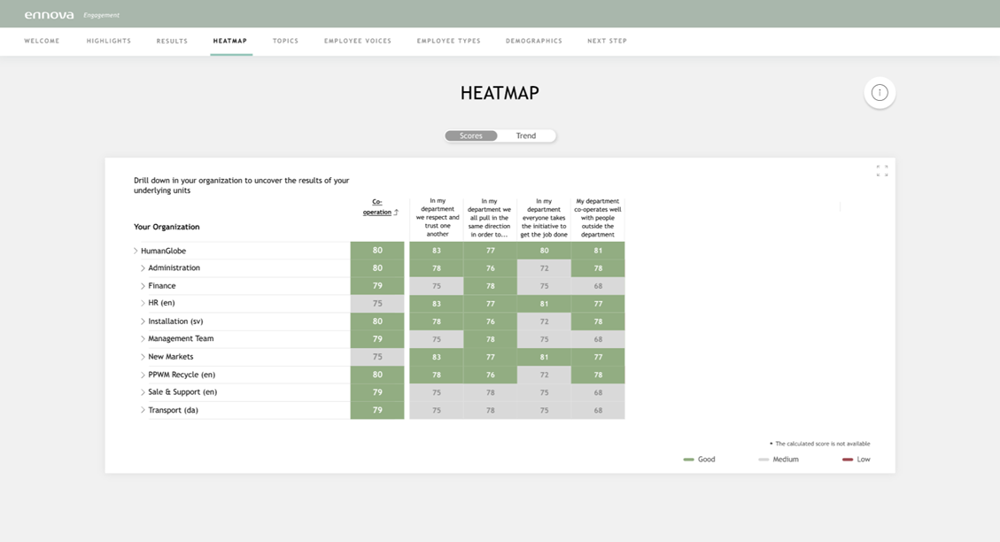 ennova Engagement
WELCOME HIGHLIGHTS RESULTS HEATMAP TOPICS EMPLOYEE VOICES EMPLOYEE TYPES DEMOGRAPHICS NEXT STEP
HEATMAP
i
Scores Trend
Drill down in your organization to uncover the results of your
underlying units
Your Organization
Co-
operation
In my
department
we respect and
trust one
another
In my
department we
all pull in the
same direction
in order to...
In my
department
everyone takes
the initiative to
get the job done
My department
co-operates well
with people
outside the
department
HumanGlobe 80 83 77 80 81
Administration 80 78 76 72 78
Finance 79 75 78 75 68
HR (en) 75 83 77 81 77
Installation (sv) 80 78 76 72 78
Management Team 79 75 78 75 68
New Markets 75 83 77 81 77
PPWM Recycle (en) 80 78 76 72 78
Sale & Support (en) 79 75 78 75 68
Transport (da) 79 75 78 75 68
* The calculated score is not available
Good Medium Low